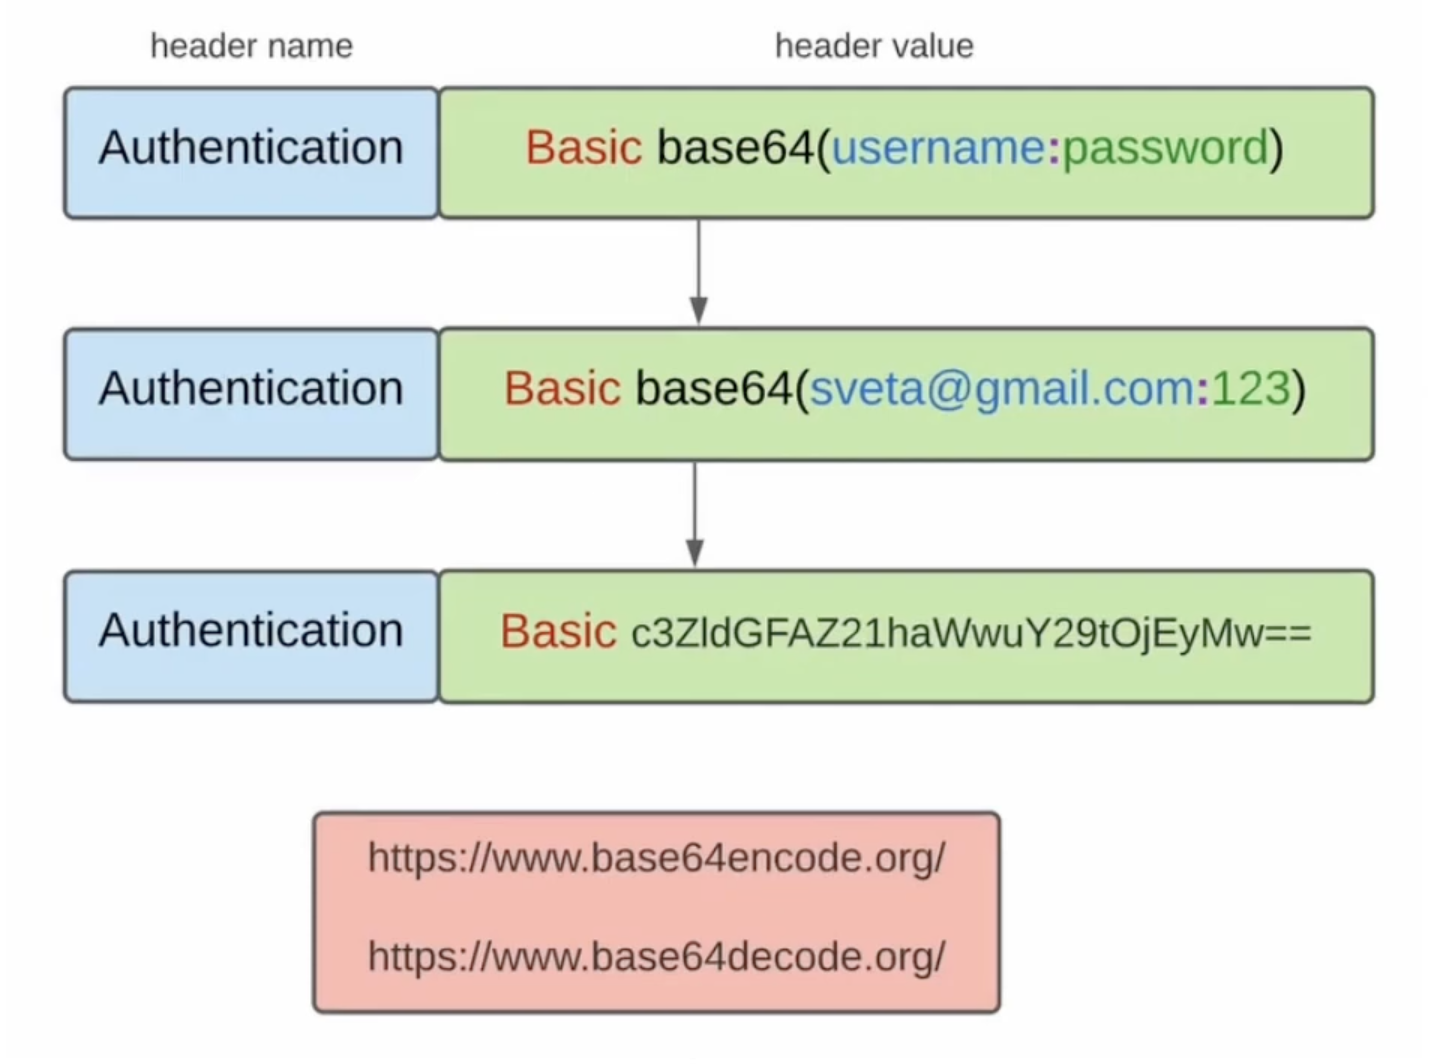 header name header value
Authentication Basic base64(username:password)
Authentication Basic base64(sveta@gmail.com:123)
Authentication Basic c3ZldGFAZ21haWwuY29tOjEyMw==
https://www.base64encode.org/
https://www.base64decode.org/